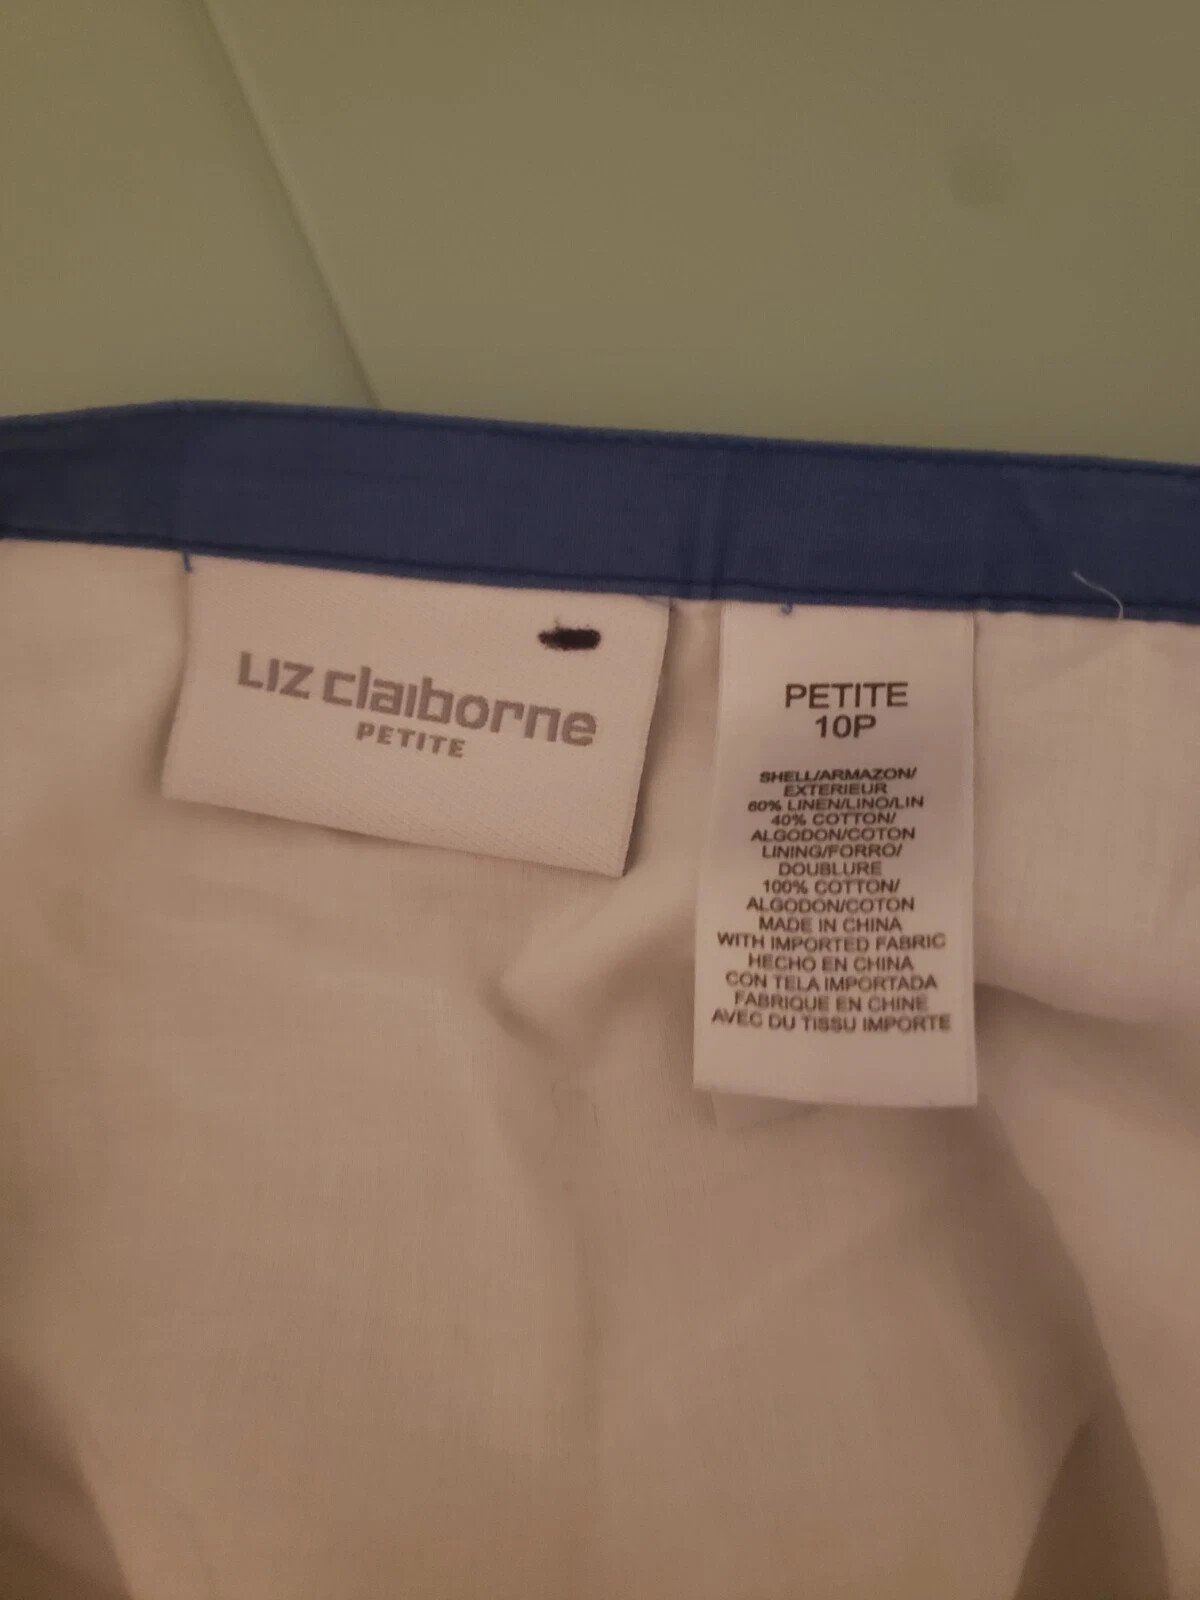 LIZ claiborne
PETITE
PETITE
10P
SHELL/ARMAZON/
EXTERIEUR
60% LINEN/LINO/LIN
40% COTTON/
ALGODON/COTON
LINING/FORRO/
DOUBLURE
100% COTTON/
ALGODON/COTON
MADE IN CHINA
WITH IMPORTED FABRIC
HECHO EN CHINA
CON TELA IMPORTADA
FABRIQUE EN CHINE
AVEC DU TISSU IMPORTE